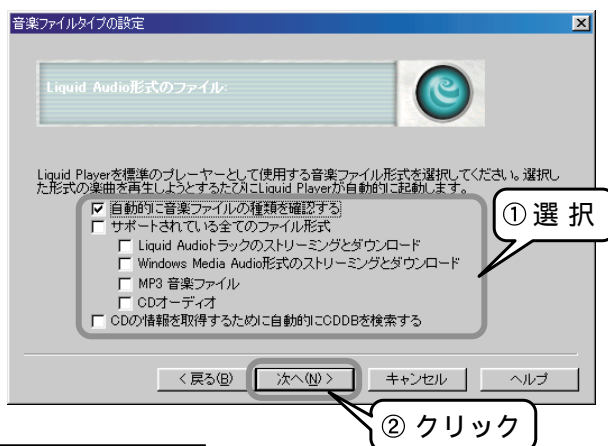 音楽ファイルタイプの設定
Liquid Audio形式のファイル:
Liquid Playerを標準のプレーヤーとして使用する音楽ファイル形式を選択してください。選択し
た形式の楽曲を再生しようとするたびにLiquid Playerが自動的に起動します。
自動的に音楽ファイルの種類を確認する
① 選 択
サポートされている全てのファイル形式
Liquid Audioトラックのストリーミングとダウンロード
Windows Media Audio形式のストリーミングとダウンロード
MP3 音楽ファイル
CDオーディオ
CDの情報を取得するために自動的にCDDBを検索する
< 戻る(B) 次へ(N) > キャンセル ヘルプ
② クリック